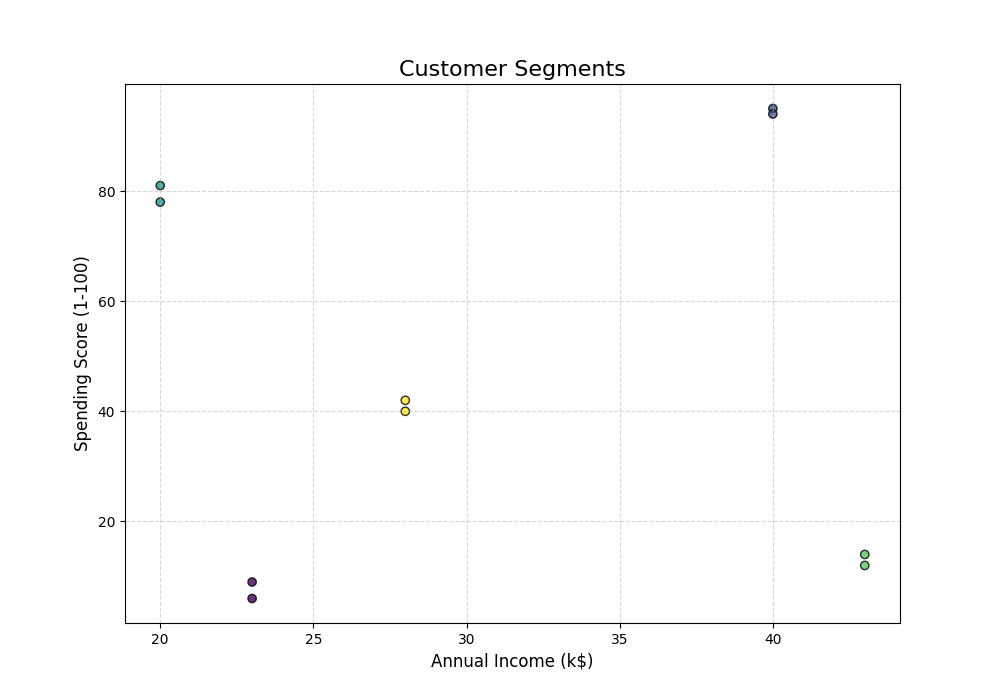 Customer Segments
Spending Score (1-100)
80
60
40
20
20 25 30 35 40
Annual Income (k$)